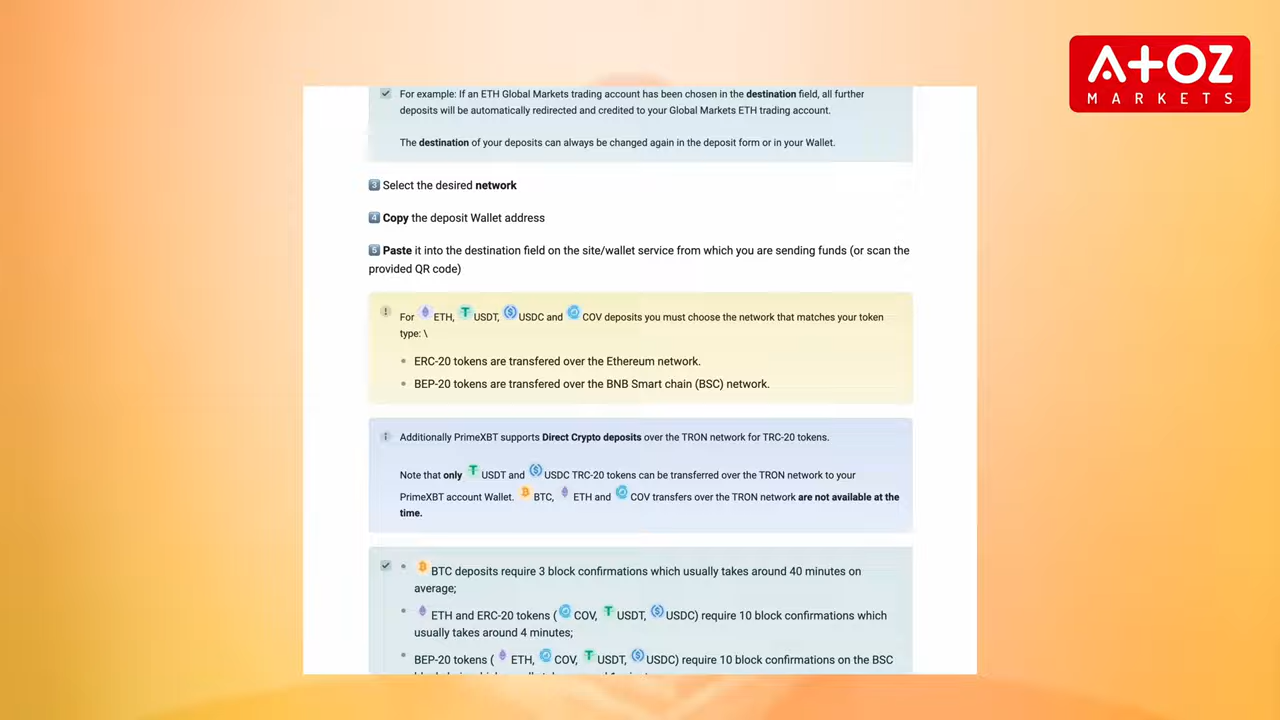 A+OZ
MARKETS
For example: If an ETH Global Markets trading account has been chosen in the destination field, all further
deposits will be automatically redirected and credited to your Global Markets ETH trading account.
The destination of your deposits can always be changed again in the deposit form or in your Wallet.
3 Select the desired network
4 Copy the deposit Wallet address
5 Paste it into the destination field on the site/wallet service from which you are sending funds (or scan the
provided QR code)
For ETH, USDT, USDC and COV deposits you must choose the network that matches your token
type: \
ERC-20 tokens are transfered over the Ethereum network.
BEP-20 tokens are transfered over the BNB Smart chain (BSC) network.
Additionally PrimeXBT supports Direct Crypto deposits over the TRON network for TRC-20 tokens.
Note that only USDT and USDC TRC-20 tokens can be transferred over the TRON network to your
PrimeXBT account Wallet. BTC, ETH and COV transfers over the TRON network are not available at the
time.
BTC deposits require 3 block confirmations which usually takes around 40 minutes on
average;
ETH and ERC-20 tokens ( COV, USDT, USDC) require 10 block confirmations which
usually takes around 4 minutes;
BEP-20 tokens ( ETH, COV, USDT, USDC) require 10 block confirmations on the BSC